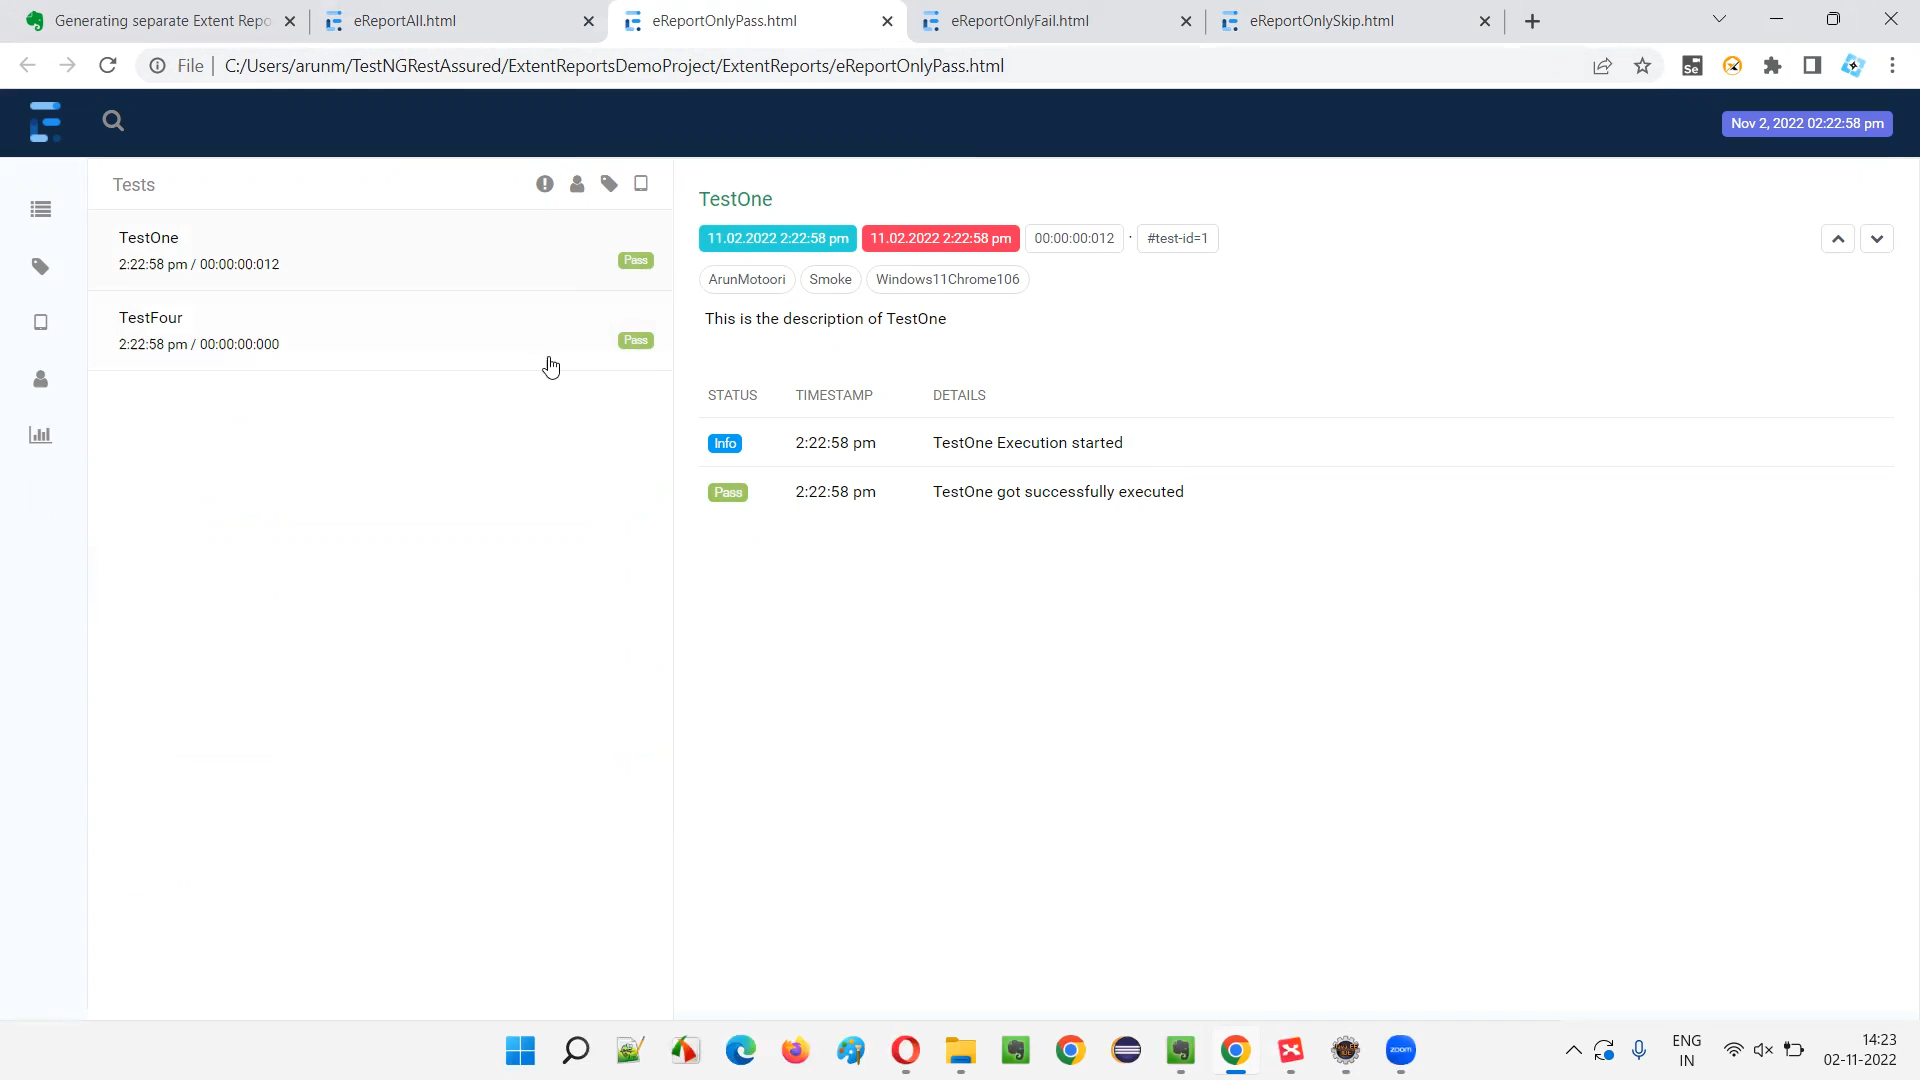 Generating separate Extent Repo
eReportAll.html
eReportOnlyPass.html
eReportOnlyFail.html
eReportOnlySkip.html
File
C:/Users/arunm/TestNGRestAssured/ExtentReportsDemoProject/ExtentReports/eReportOnlyPass.html
Se
Nov 2, 2022 02:22:58 pm
Tests
TestOne
2:22:58 pm / 00:00:00:012
Pass
TestFour
2:22:58 pm / 00:00:00:000
Pass
TestOne
11.02.2022 2:22:58 pm 11.02.2022 2:22:58 pm 00:00:00:012 · #test-id=1
ArunMotoori Smoke Windows11Chrome106
This is the description of TestOne
STATUS TIMESTAMP DETAILS
Info 2:22:58 pm TestOne Execution started
Pass 2:22:58 pm TestOne got successfully executed
zoom
ENG
IN
14:23
02-11-2022